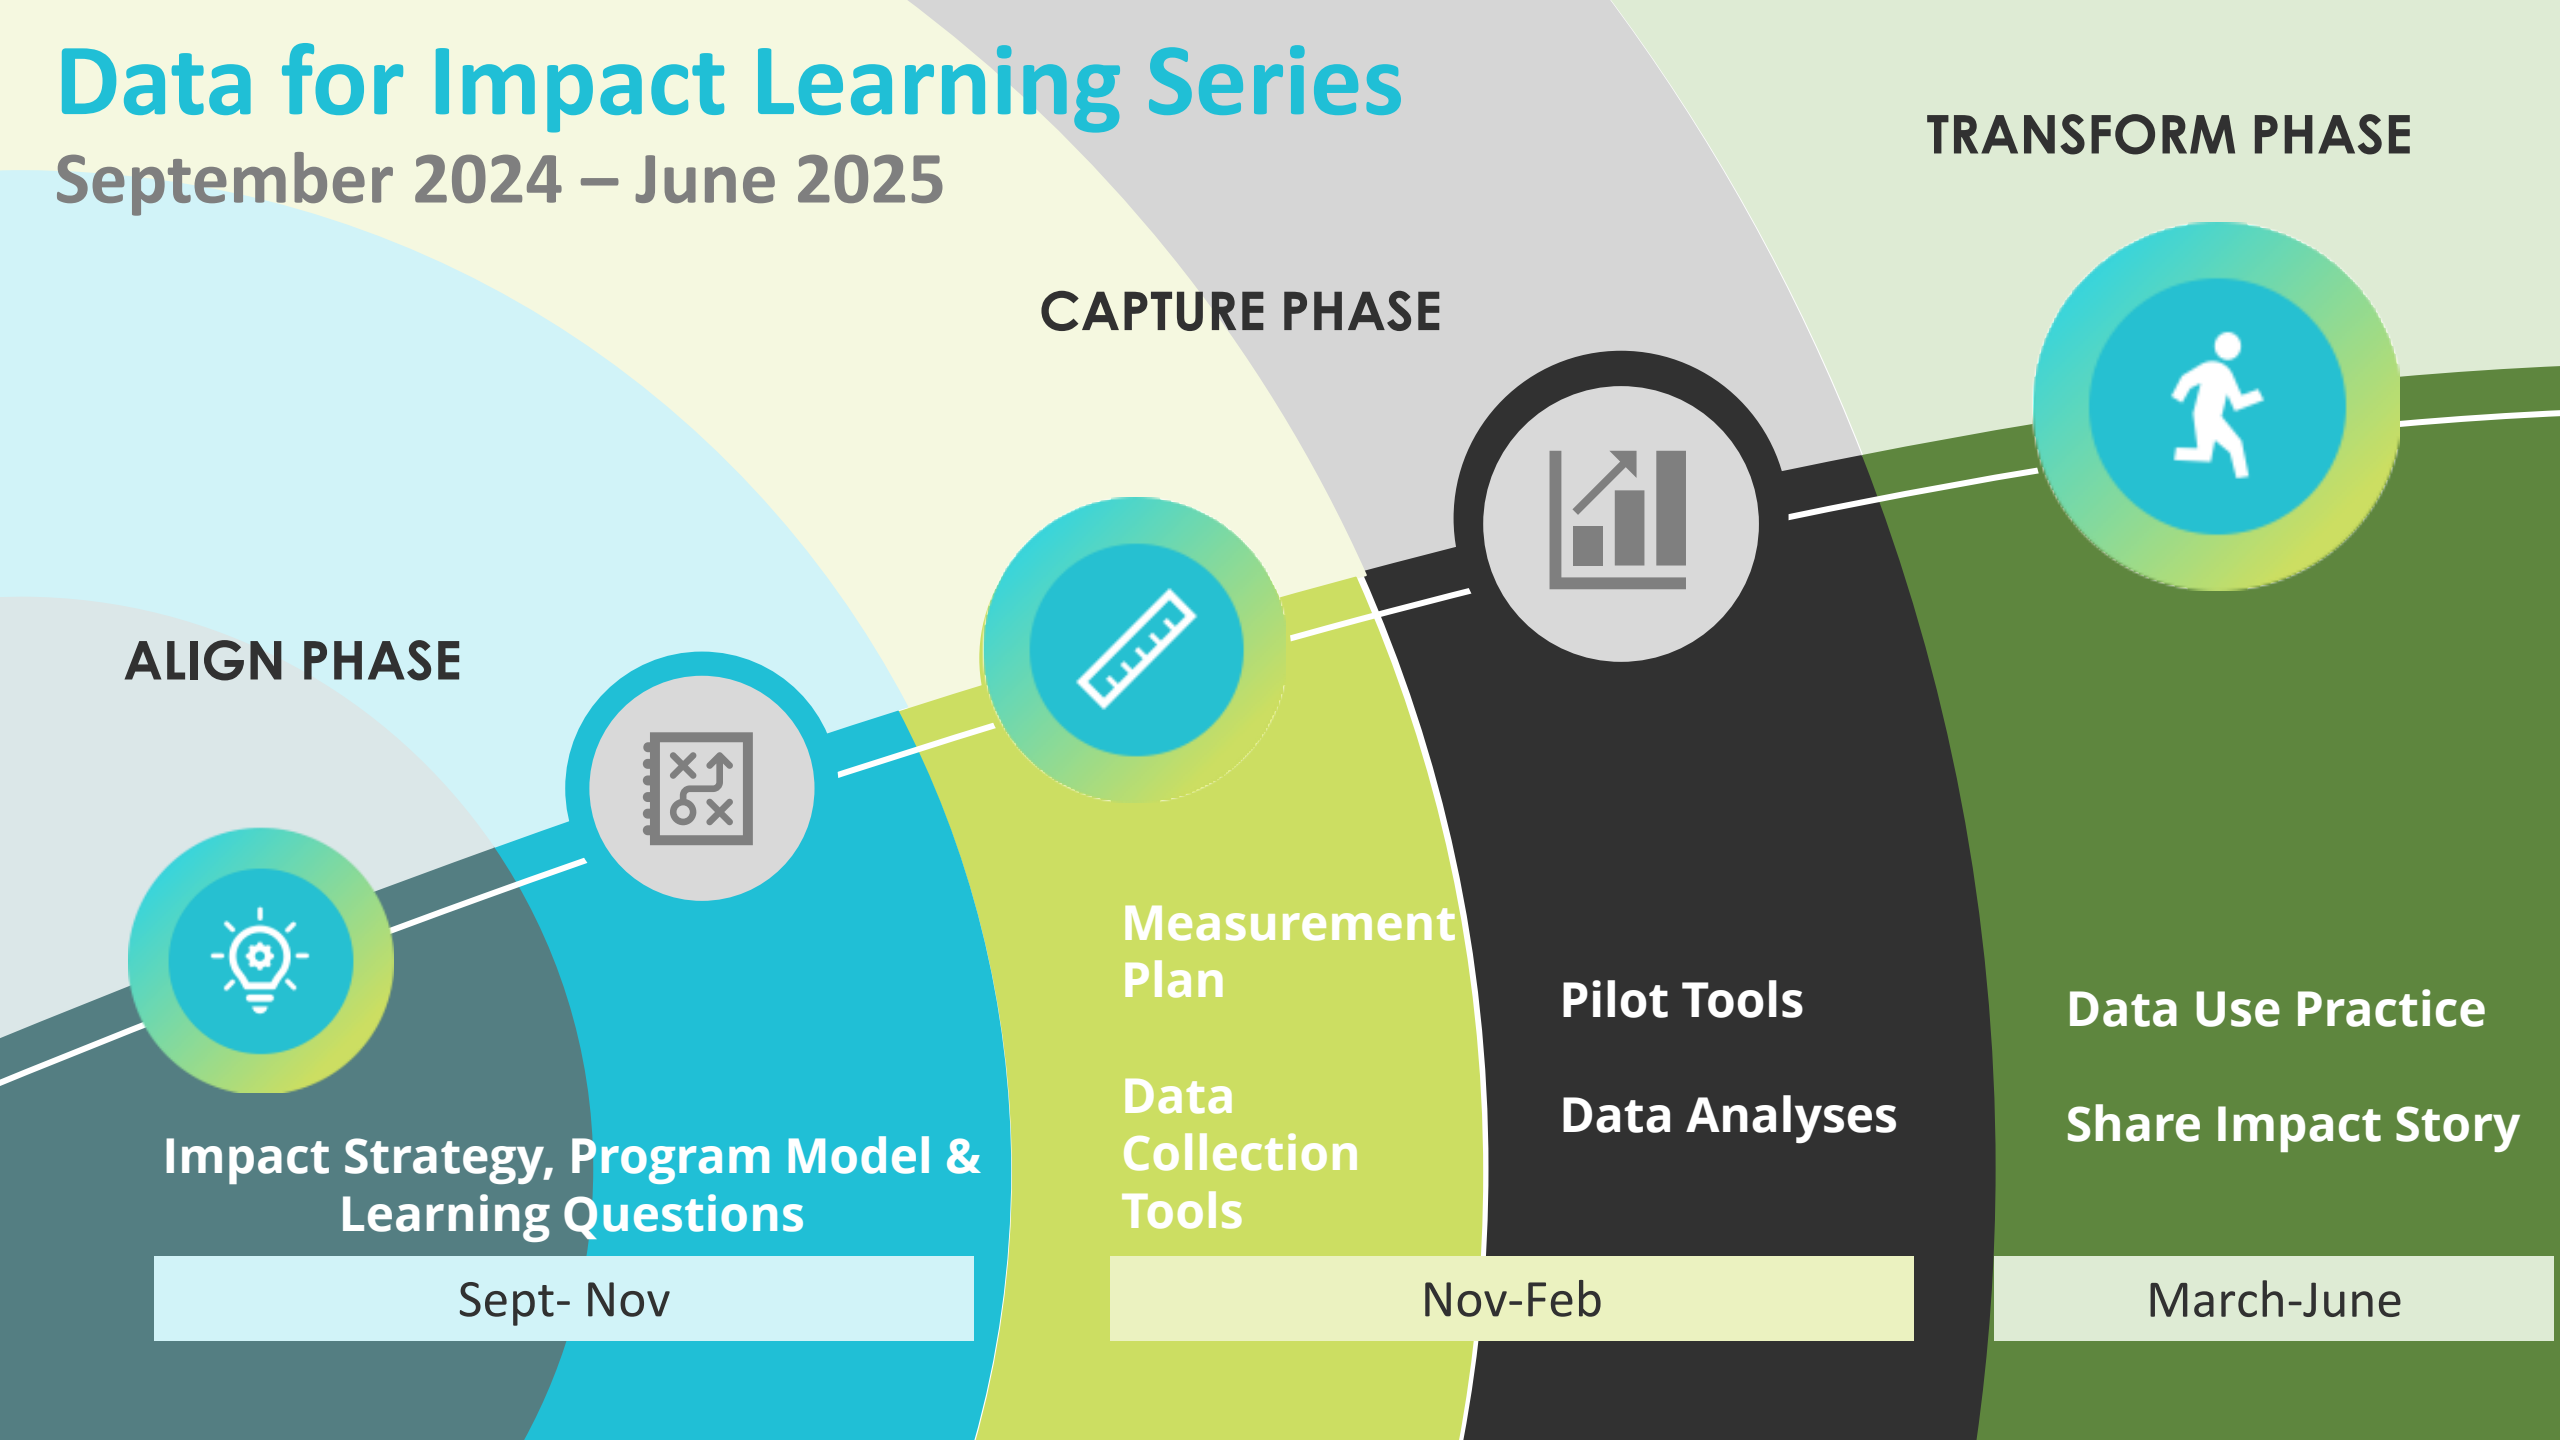 Data for Impact Learning Series
September 2024 – June 2025
TRANSFORM PHASE
CAPTURE PHASE
ALIGN PHASE
Impact Strategy, Program Model &
Learning Questions
Sept- Nov
Measurement
Plan
Data
Collection
Tools
Pilot Tools
Data Analyses
Nov-Feb
Data Use Practice
Share Impact Story
March-June